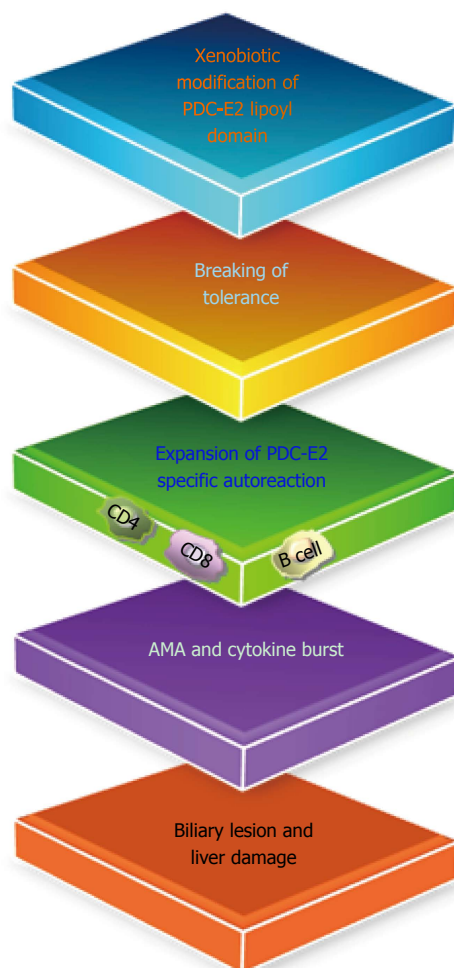 Xenobiotic
modification of
PDC-E2 lipoyl
domain
Breaking of
tolerance
Expansion of PDC-E2
specific autoreaction
CD4
CD8
B cell
AMA and cytokine burst
Biliary lesion and
liver damage